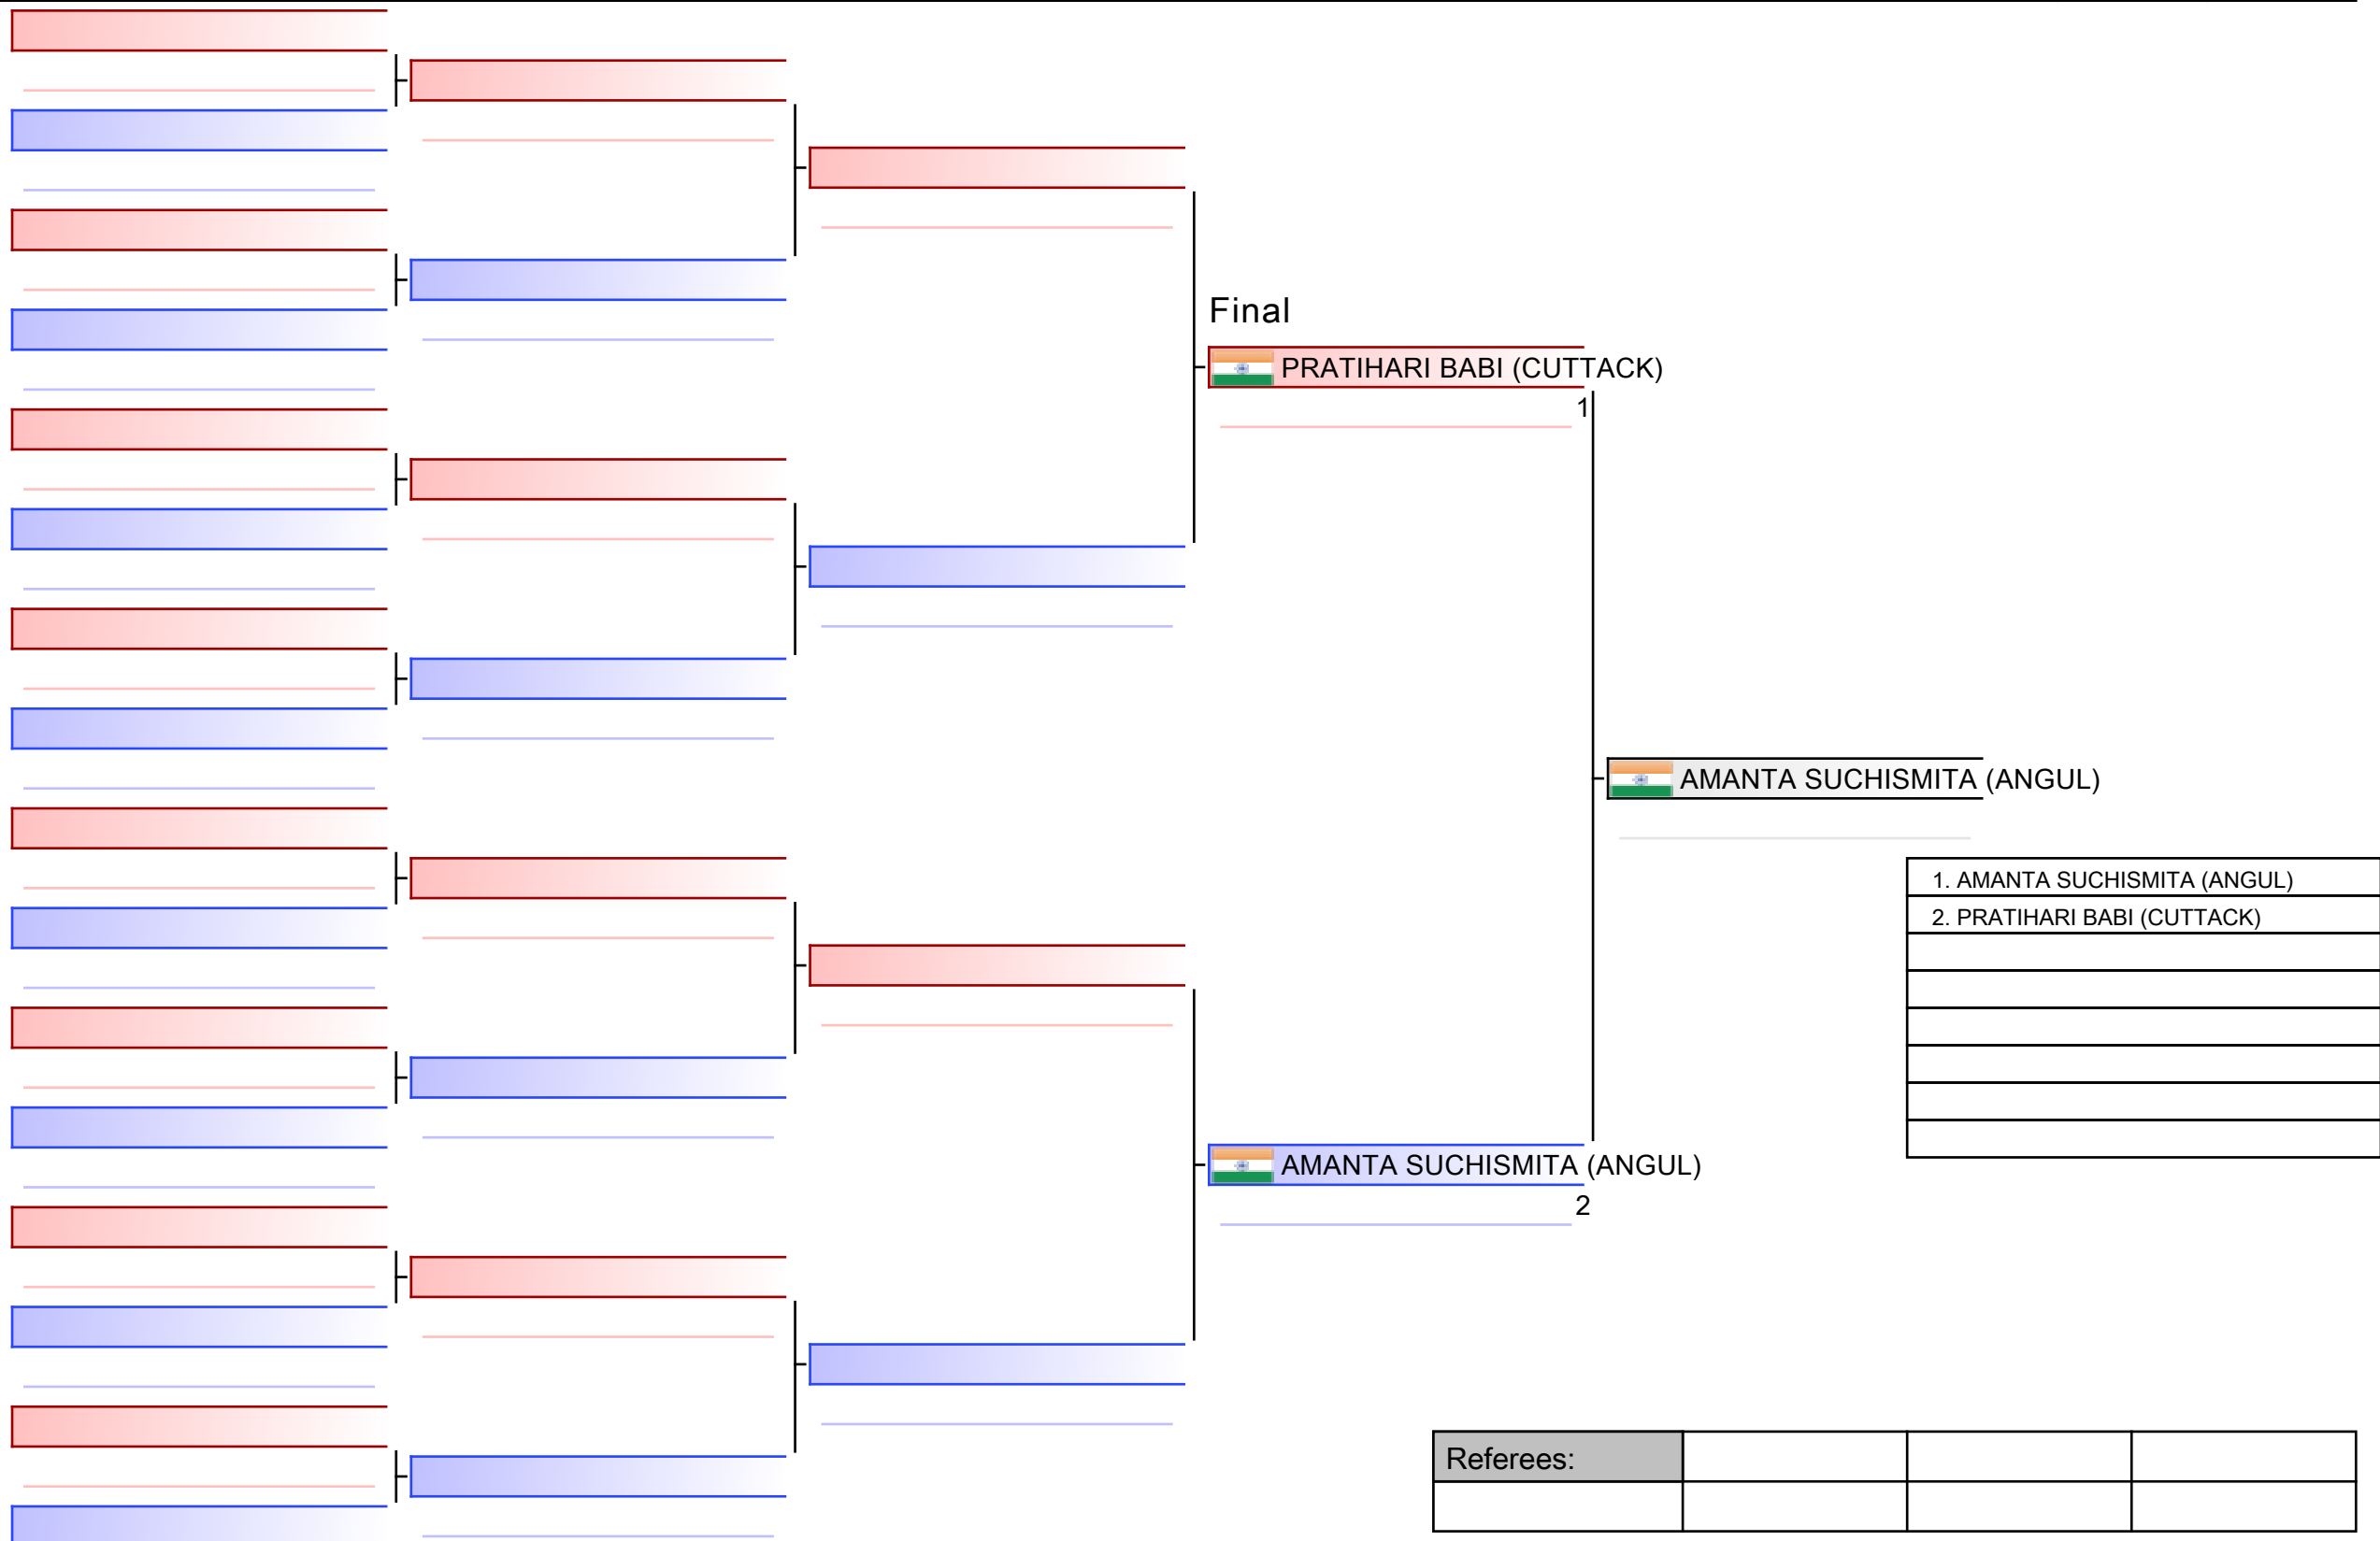 Final
PRATIHARI BABI (CUTTACK)
1
AMANTA SUCHISMITA (ANGUL)
1. AMANTA SUCHISMITA (ANGUL)
2. PRATIHARI BABI (CUTTACK)
AMANTA SUCHISMITA (ANGUL)
2
Referees: